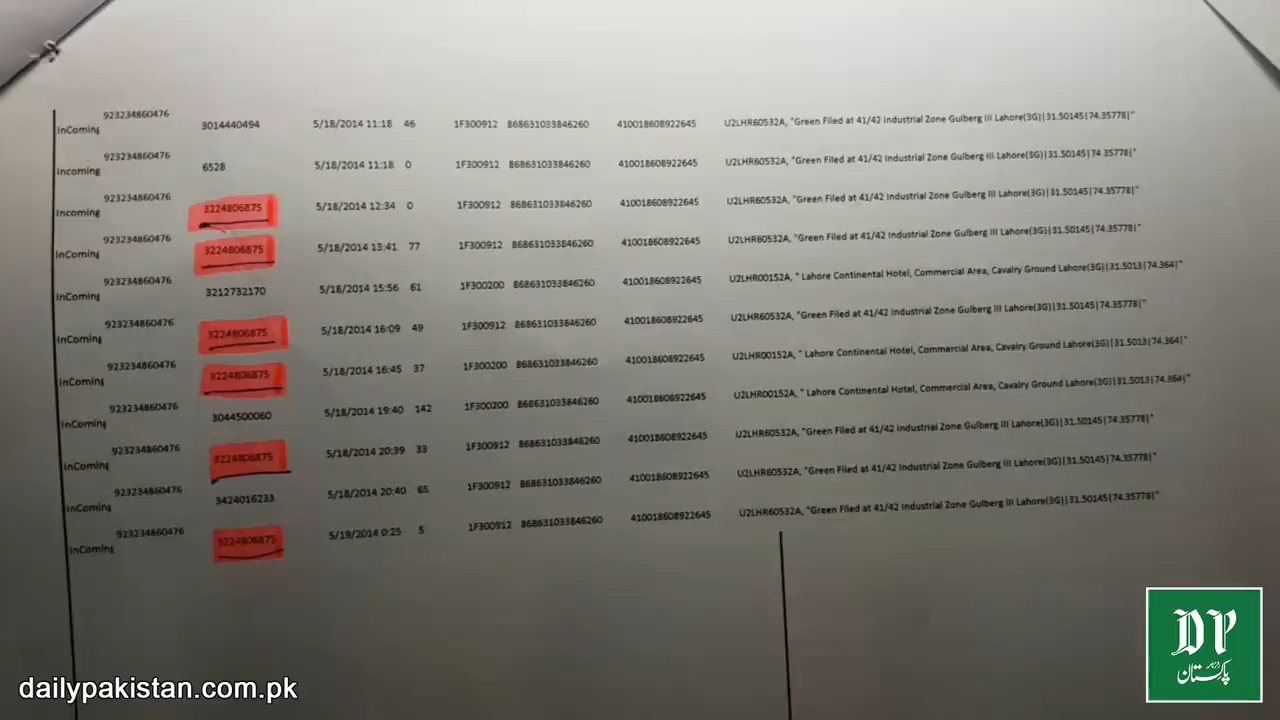 923234860476
InComing 3014440494 5/18/2014 11:18 46 1F300912 868631033846260 410018608922645 U2LHR60532A, "Green Filed at 41/42 Industrial Zone Gulberg III Lahore(3G)|31.50145|74.35778|"
923234860476
Incoming 6528 5/18/2014 11:18 0 1F300912 868631033846260 410018608922645 U2LHR60532A, "Green Filed at 41/42 Industrial Zone Gulberg III Lahore(3G)|31.50145|74.35778|"
923234860476
Incoming 3224806875 5/18/2014 12:34 0 1F300912 868631033846260 410018608922645 U2LHR60532A, "Green Filed at 41/42 Industrial Zone Gulberg III Lahore(3G)|31.50145|74.35778|"
923234860476
InComing 3224806875 5/18/2014 13:41 77 1F300912 868631033846260 410018608922645 U2LHR60532A, "Green Filed at 41/42 Industrial Zone Gulberg III Lahore(3G)|31.50145|74.35778|"
923234860476
InComing 3212732170 5/18/2014 15:56 61 1F300200 868631033846260 410018608922645 U2LHR00152A, " Lahore Continental Hotel, Commercial Area, Cavalry Ground Lahore(3G)|31.5013|74.364|"
923234860476
InComing 3224806875 5/18/2014 16:09 49 1F300912 868631033846260 410018608922645 U2LHR60532A, "Green Filed at 41/42 Industrial Zone Gulberg III Lahore(3G)|31.50145|74.35778|"
923234860476
InComing 3224806875 5/18/2014 16:45 37 1F300200 868631033846260 410018608922645 U2LHR00152A, " Lahore Continental Hotel, Commercial Area, Cavalry Ground Lahore(3G)|31.5013|74.364|"
923234860476
InComing 3044500060 5/18/2014 19:40 142 1F300200 868631033846260 410018608922645 U2LHR00152A, " Lahore Continental Hotel, Commercial Area, Cavalry Ground Lahore(3G)|31.5013|74.364|"
923234860476
InComing 3224806875 5/18/2014 20:39 33 1F300912 868631033846260 410018608922645 U2LHR60532A, "Green Filed at 41/42 Industrial Zone Gulberg III Lahore(3G)|31.50145|74.35778|"
923234860476
InComing 3424016233 5/18/2014 20:40 65 1F300912 868631033846260 410018608922645 U2LHR60532A, "Green Filed at 41/42 Industrial Zone Gulberg III Lahore(3G)|31.50145|74.35778|"
923234860476
InComing 3224806875 5/19/2014 0:25 5 1F300912 868631033846260 410018608922645 U2LHR60532A, "Green Filed at 41/42 Industrial Zone Gulberg III Lahore(3G)|31.50145|74.35778|"
DP
روزنامہ
پاکستان
dailypakistan.com.pk